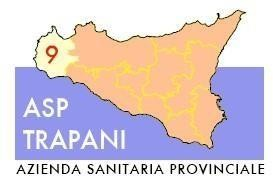 9
ASP
TRAPANI
AZIENDA SANITARIA PROVINCIALE